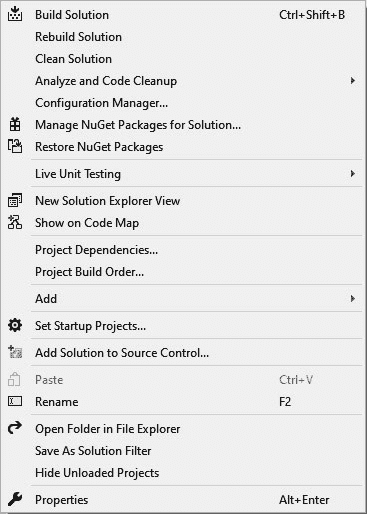 Build Solution Ctrl+Shift+B
Rebuild Solution
Clean Solution
Analyze and Code Cleanup
Configuration Manager...
Manage NuGet Packages for Solution...
Restore NuGet Packages
Live Unit Testing
New Solution Explorer View
Show on Code Map
Project Dependencies...
Project Build Order...
Add
Set Startup Projects...
Add Solution to Source Control...
Paste Ctrl+V
Rename F2
Open Folder in File Explorer
Save As Solution Filter
Hide Unloaded Projects
Properties Alt+Enter